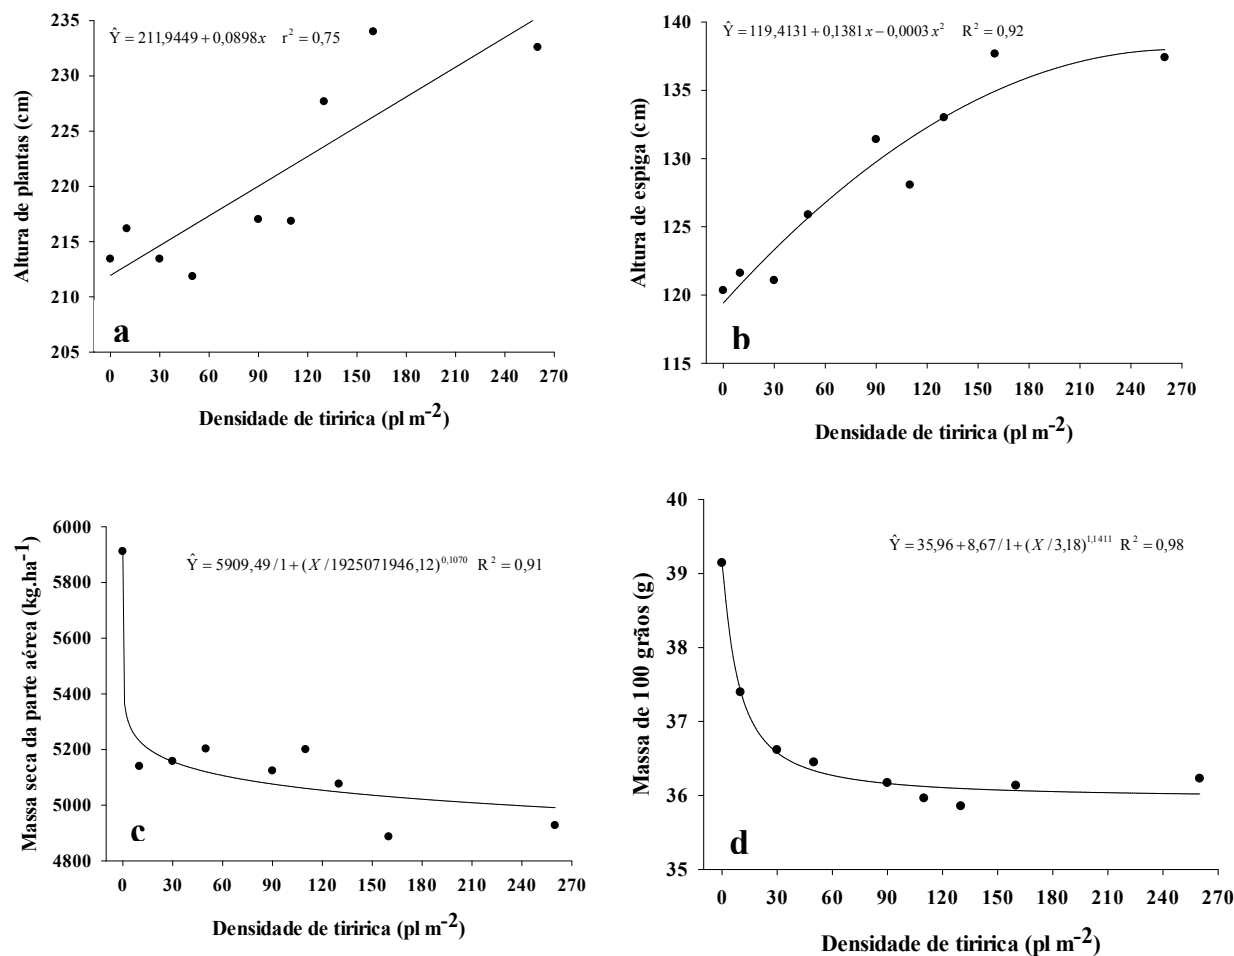 Ŷ = 211,9449 + 0,0898x r² = 0,75
Altura de plantas (cm)
235
230
225
220
215
210
205
a
0 30 60 90 120 150 180 210 240 270
Densidade de tiririca (pl m⁻²)
Ŷ = 119,4131 + 0,1381x − 0,0003x² R² = 0,92
Altura de espiga (cm)
140
137
130
125
120
115
b
0 30 60 90 120 150 180 210 240 270
Densidade de tiririca (pl m⁻²)
Ŷ = 5909,49 / 1 + (X / 1925071946,12)^0,1070 R² = 0,91
Massa seca da parte aérea (kg.ha⁻¹)
6000
5800
5600
5400
5200
5000
4800
c
0 30 60 90 120 150 180 210 240 270
Densidade de tiririca (pl m⁻²)
Ŷ = 35,96 + 8,67 / 1 + (X / 3,18)^1,1411 R² = 0,98
Massa de 100 grãos (g)
40
39
38
37
36
35
d
0 30 60 90 120 150 180 210 240 270
Densidade de tiririca (pl m⁻²)